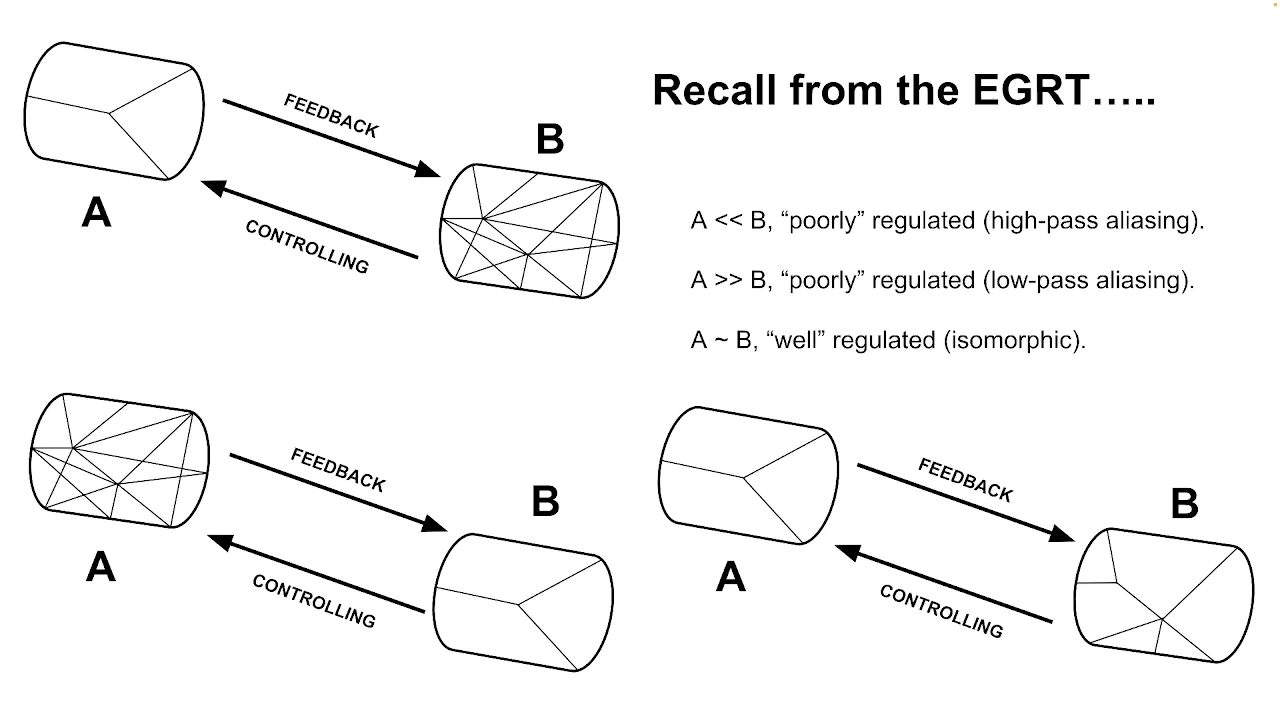 Recall from the EGRT…..
A << B, “poorly” regulated (high-pass aliasing).
A >> B, “poorly” regulated (low-pass aliasing).
A ~ B, “well” regulated (isomorphic).
FEEDBACK
B
A
CONTROLLING
FEEDBACK
B
A
CONTROLLING
FEEDBACK
B
A
CONTROLLING